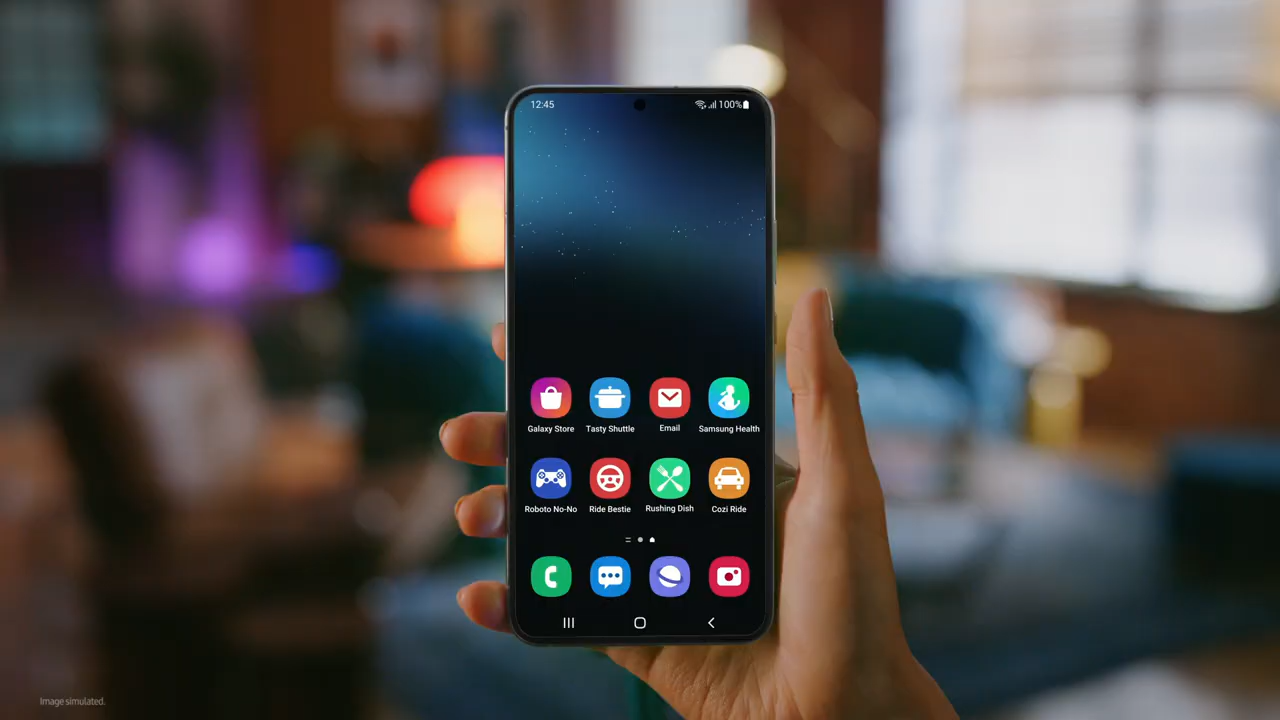 12:45 100%
Galaxy Store Tasty Shuttle Email Samsung Health
Roboto No-No Ride Bestie Rushing Dish Cozi Ride
Image simulated.